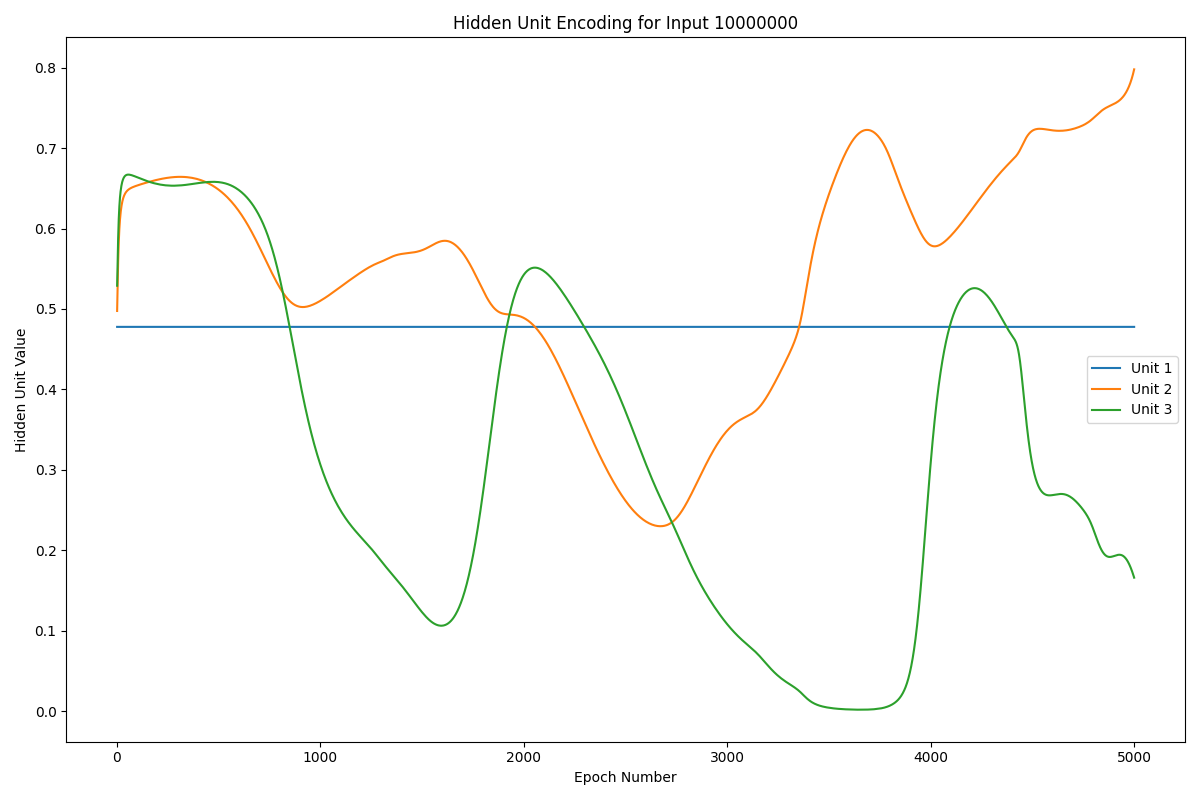 Hidden Unit Encoding for Input 10000000
Hidden Unit Value
0.8
0.7
0.6
0.5
0.4
0.3
0.2
0.1
0.0
Unit 1
Unit 2
Unit 3
0 1000 2000 3000 4000 5000
Epoch Number